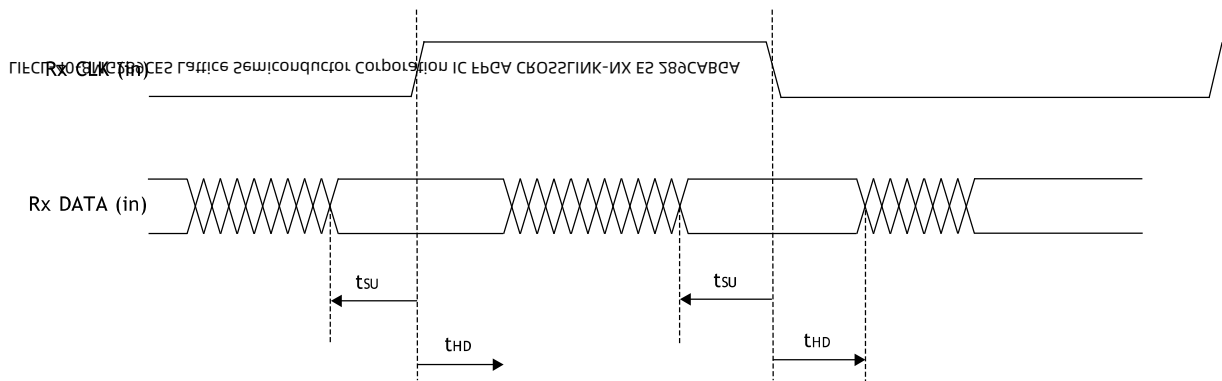 Rx CLK (in)
LIFCL-40-8MG289CES Lattice Semiconductor Corporation IC FPGA CROSSLINK-NX ES 289CABGA
Rx DATA (in)
tSU
tSU
tHD
tHD